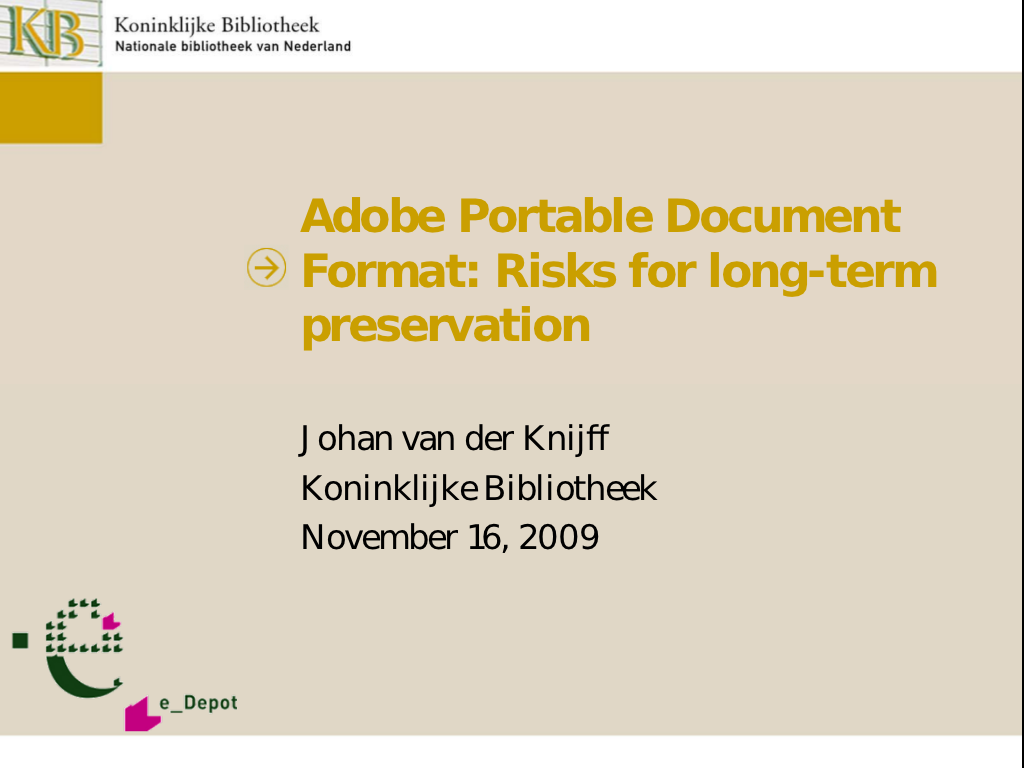 KB
Koninklijke Bibliotheek
Nationale bibliotheek van Nederland
Adobe Portable Document
Format: Risks for long-term
preservation
Johan van der Knijff
Koninklijke Bibliotheek
November 16, 2009
e_Depot